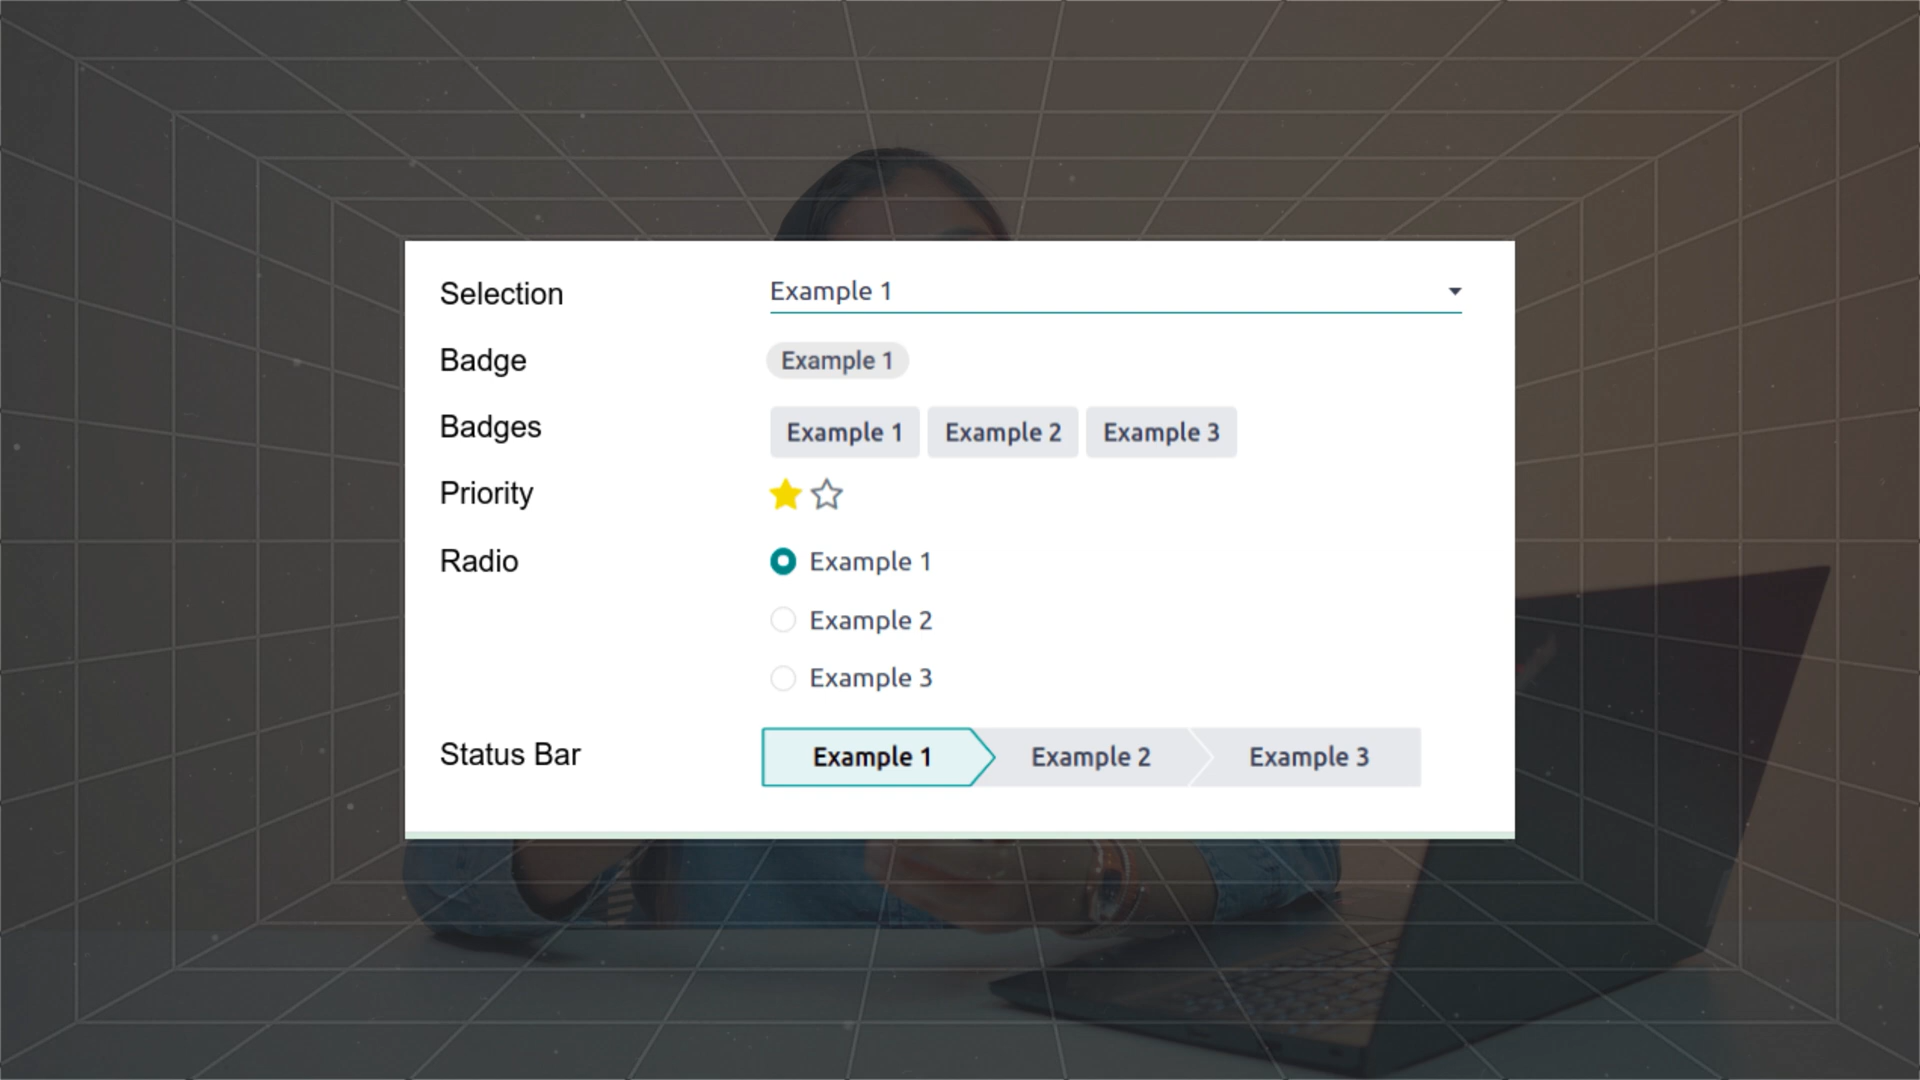 Selection Example 1
Badge Example 1
Badges Example 1 Example 2 Example 3
Priority
Radio Example 1
Example 2
Example 3
Status Bar Example 1 Example 2 Example 3